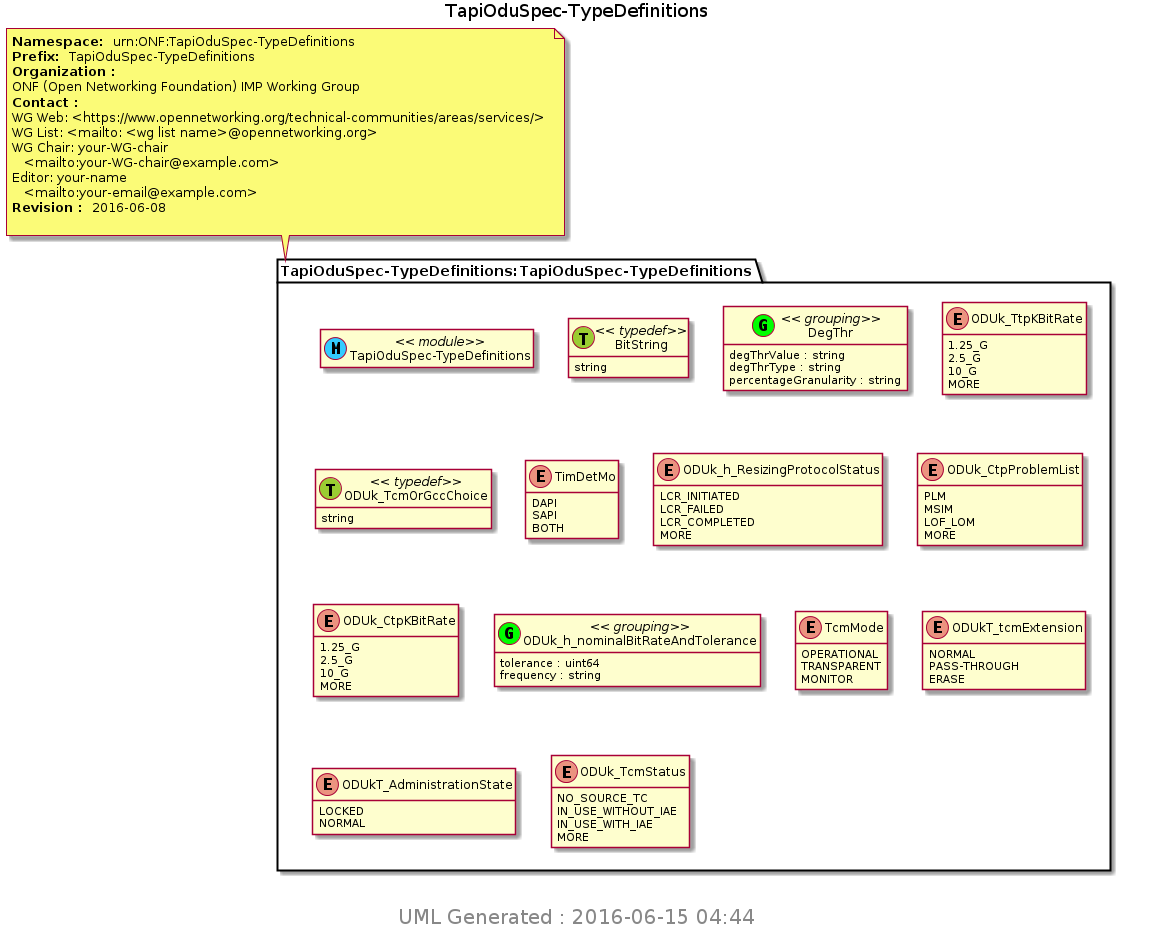 TapiOduSpec-TypeDefinitions
Namespace: urn:ONF:TapiOduSpec-TypeDefinitions
Prefix: TapiOduSpec-TypeDefinitions
Organization :
ONF (Open Networking Foundation) IMP Working Group
Contact :
WG Web: <https://www.opennetworking.org/technical-communities/areas/services/>
WG List: <mailto: <wg list name>@opennetworking.org>
WG Chair: your-WG-chair
<mailto:your-WG-chair@example.com>
Editor: your-name
<mailto:your-email@example.com>
Revision : 2016-06-08
TapiOduSpec-TypeDefinitions:TapiOduSpec-TypeDefinitions
M
<< module>>
TapiOduSpec-TypeDefinitions
T
<< typedef>>
BitString
string
G
<< grouping>>
DegThr
degThrValue : string
degThrType : string
percentageGranularity : string
E ODUk_TtpKBitRate
1.25_G
2.5_G
10_G
MORE
T
<< typedef>>
ODUk_TcmOrGccChoice
string
E TimDetMo
DAPI
SAPI
BOTH
E ODUk_h_ResizingProtocolStatus
LCR_INITIATED
LCR_FAILED
LCR_COMPLETED
MORE
E ODUk_CtpProblemList
PLM
MSIM
LOF_LOM
MORE
E ODUk_CtpKBitRate
1.25_G
2.5_G
10_G
MORE
G
<< grouping>>
ODUk_h_nominalBitRateAndTolerance
tolerance : uint64
frequency : string
E TcmMode
OPERATIONAL
TRANSPARENT
MONITOR
E ODUkT_tcmExtension
NORMAL
PASS-THROUGH
ERASE
E ODUkT_AdministrationState
LOCKED
NORMAL
E ODUk_TcmStatus
NO_SOURCE_TC
IN_USE_WITHOUT_IAE
IN_USE_WITH_IAE
MORE
UML Generated : 2016-06-15 04:44